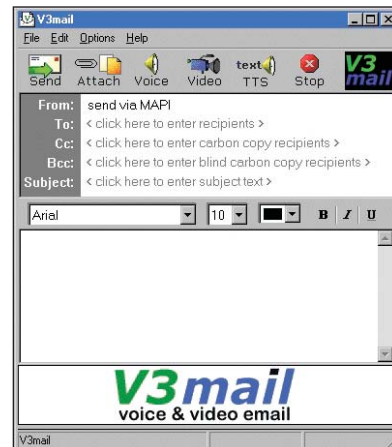 V3mail
File Edit Options Help
text
Send Attach Voice Video TTS Stop
V3 mail
From: send via MAPI
To: < click here to enter recipients >
Cc: < click here to enter carbon copy recipients >
Bcc: < click here to enter blind carbon copy recipients >
Subject: < click here to enter subject text >
Arial 10 B I U
V3mail
voice & video email
V3mail